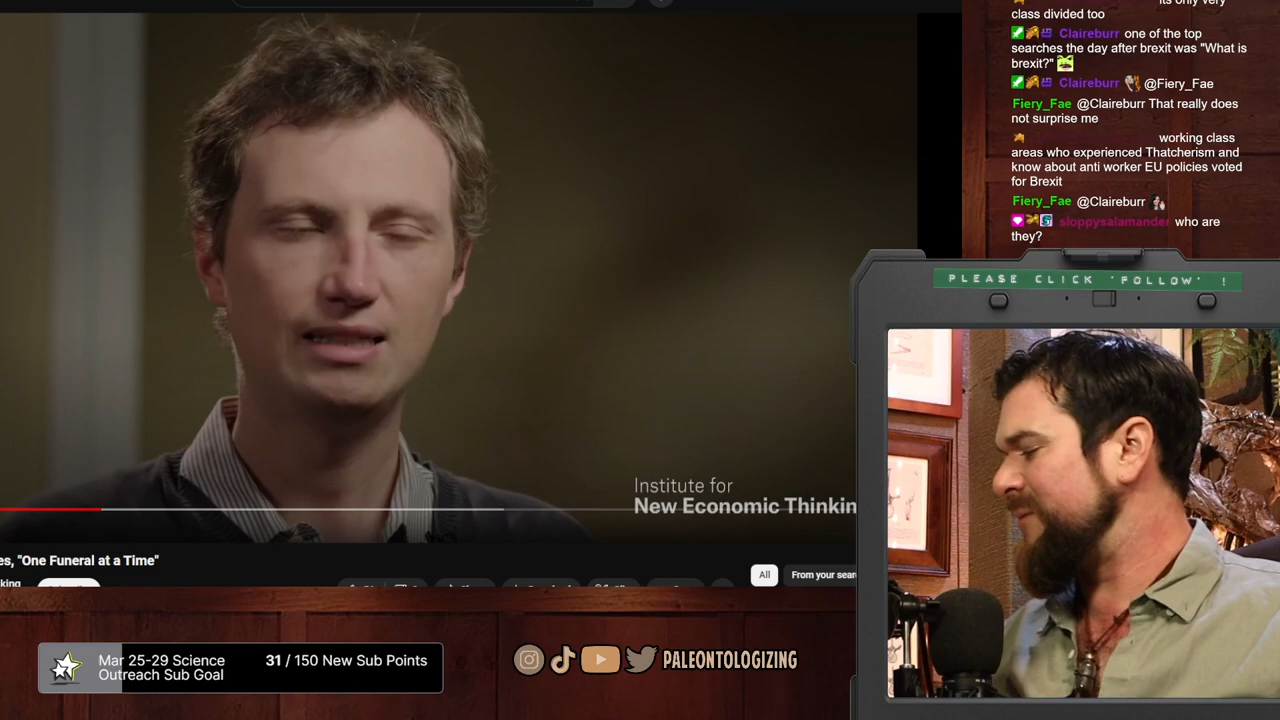 its only very
class divided too
Claireburr one of the top
searches the day after brexit was "What is
brexit?"
Claireburr @Fiery_Fae
Fiery_Fae @Claireburr That really does
not surprise me
working class
areas who experienced Thatcherism and
know about anti worker EU policies voted
for Brexit
Fiery_Fae @Claireburr
sloppysalamander who are
they?
PLEASE CLICK 'FOLLOW' !
Institute for
New Economic Thinkin
es, "One Funeral at a Time"
king
All
From your sear
Mar 25-29 Science
Outreach Sub Goal
31 / 150 New Sub Points
PALEONTOLOGIZING